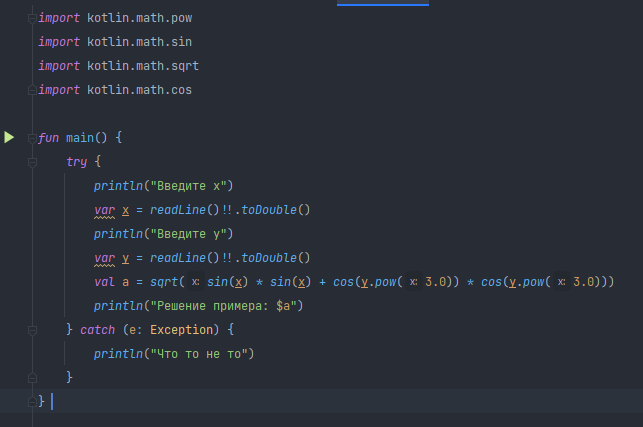 import kotlin.math.pow
import kotlin.math.sin
import kotlin.math.sqrt
import kotlin.math.cos
fun main() {
try {
println("Введите x")
var x = readLine()!!.toDouble()
println("Введите y")
var y = readLine()!!.toDouble()
val a = sqrt( x: sin(x) * sin(x) + cos(y.pow( x: 3.0)) * cos(y.pow( x: 3.0)))
println("Решение примера: $a")
} catch (e: Exception) {
println("Что то не то")
}
}